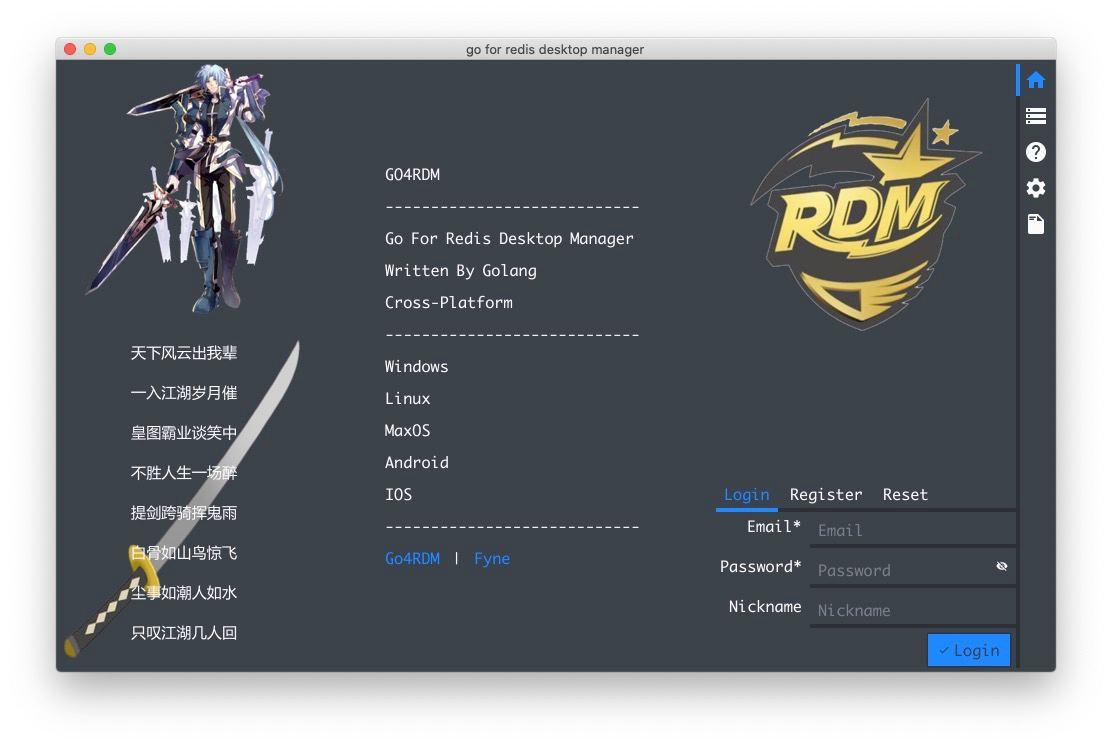 go for redis desktop manager
天下风云出我辈
一入江湖岁月催
皇图霸业谈笑中
不胜人生一场醉
提剑跨骑挥鬼雨
白骨如山鸟惊飞
尘事如潮人如水
只叹江湖几人回
GO4RDM
----------------------------
Go For Redis Desktop Manager
Written By Golang
Cross-Platform
----------------------------
Windows
Linux
MaxOS
Android
IOS
----------------------------
Go4RDM | Fyne
RDM
Login Register Reset
Email* Email
Password* Password
Nickname Nickname
Login